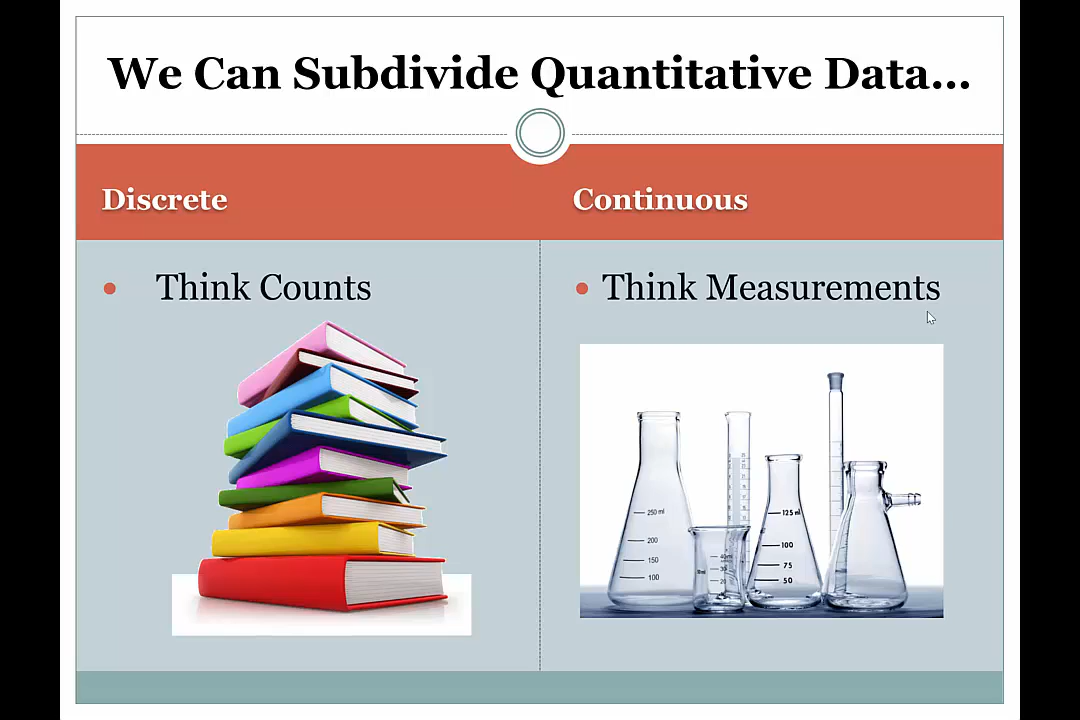 We Can Subdivide Quantitative Data...
Discrete
Continuous
• Think Counts
• Think Measurements
250 ml
200
150
100
125 ml
100
75
50